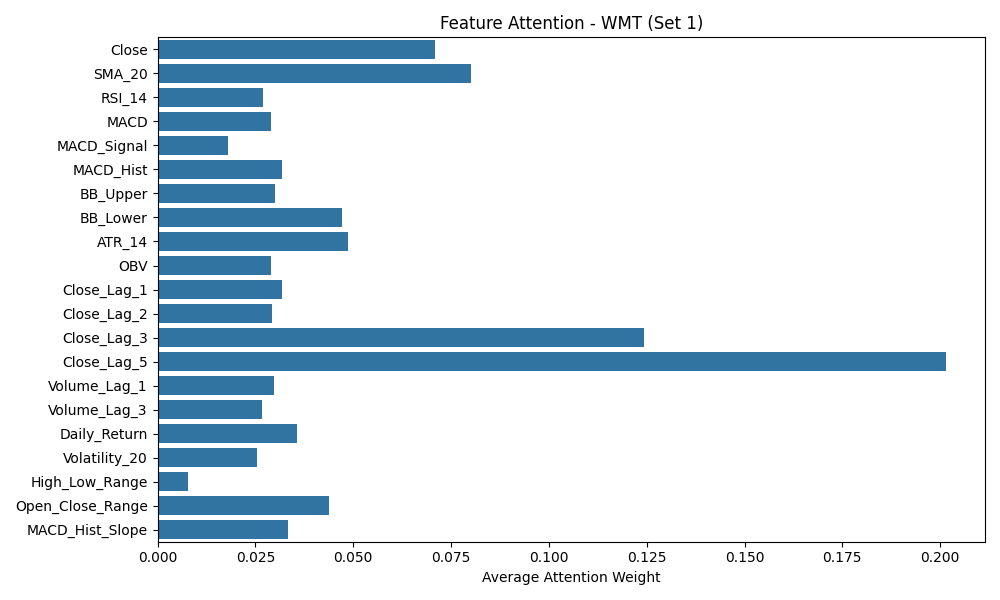 Feature Attention - WMT (Set 1)
Close
SMA_20
RSI_14
MACD
MACD_Signal
MACD_Hist
BB_Upper
BB_Lower
ATR_14
OBV
Close_Lag_1
Close_Lag_2
Close_Lag_3
Close_Lag_5
Volume_Lag_1
Volume_Lag_3
Daily_Return
Volatility_20
High_Low_Range
Open_Close_Range
MACD_Hist_Slope
0.000 0.025 0.050 0.075 0.100 0.125 0.150 0.175 0.200
Average Attention Weight